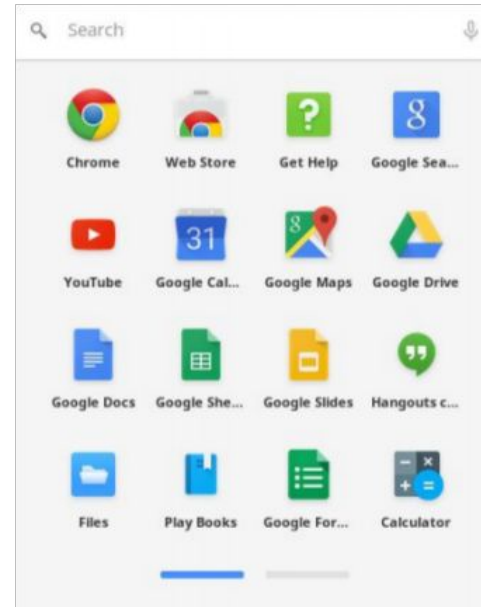 Search
Chrome Web Store Get Help Google Sea...
31
YouTube Google Cal... Google Maps Google Drive
Google Docs Google She... Google Slides Hangouts c...
Files Play Books Google For... Calculator